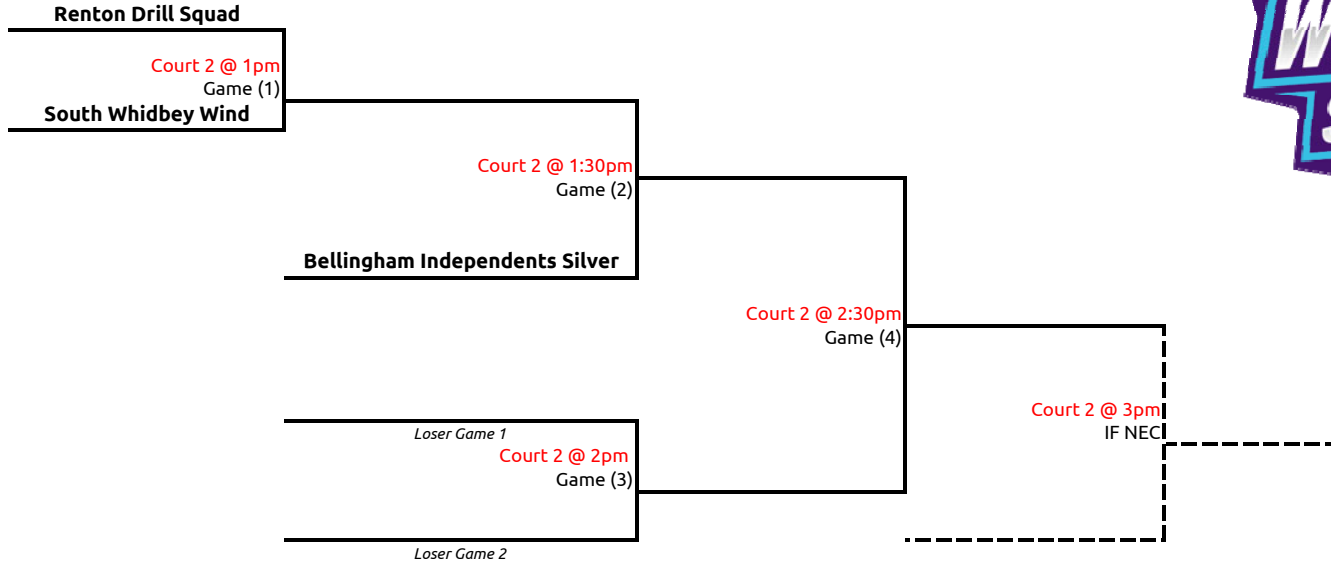 Renton Drill Squad
Court 2 @ 1pm
Game (1)
South Whidbey Wind
Court 2 @ 1:30pm
Game (2)
Bellingham Independents Silver
Court 2 @ 2:30pm
Game (4)
Loser Game 1
Court 2 @ 2pm
Game (3)
Loser Game 2
Court 2 @ 3pm
IF NEC